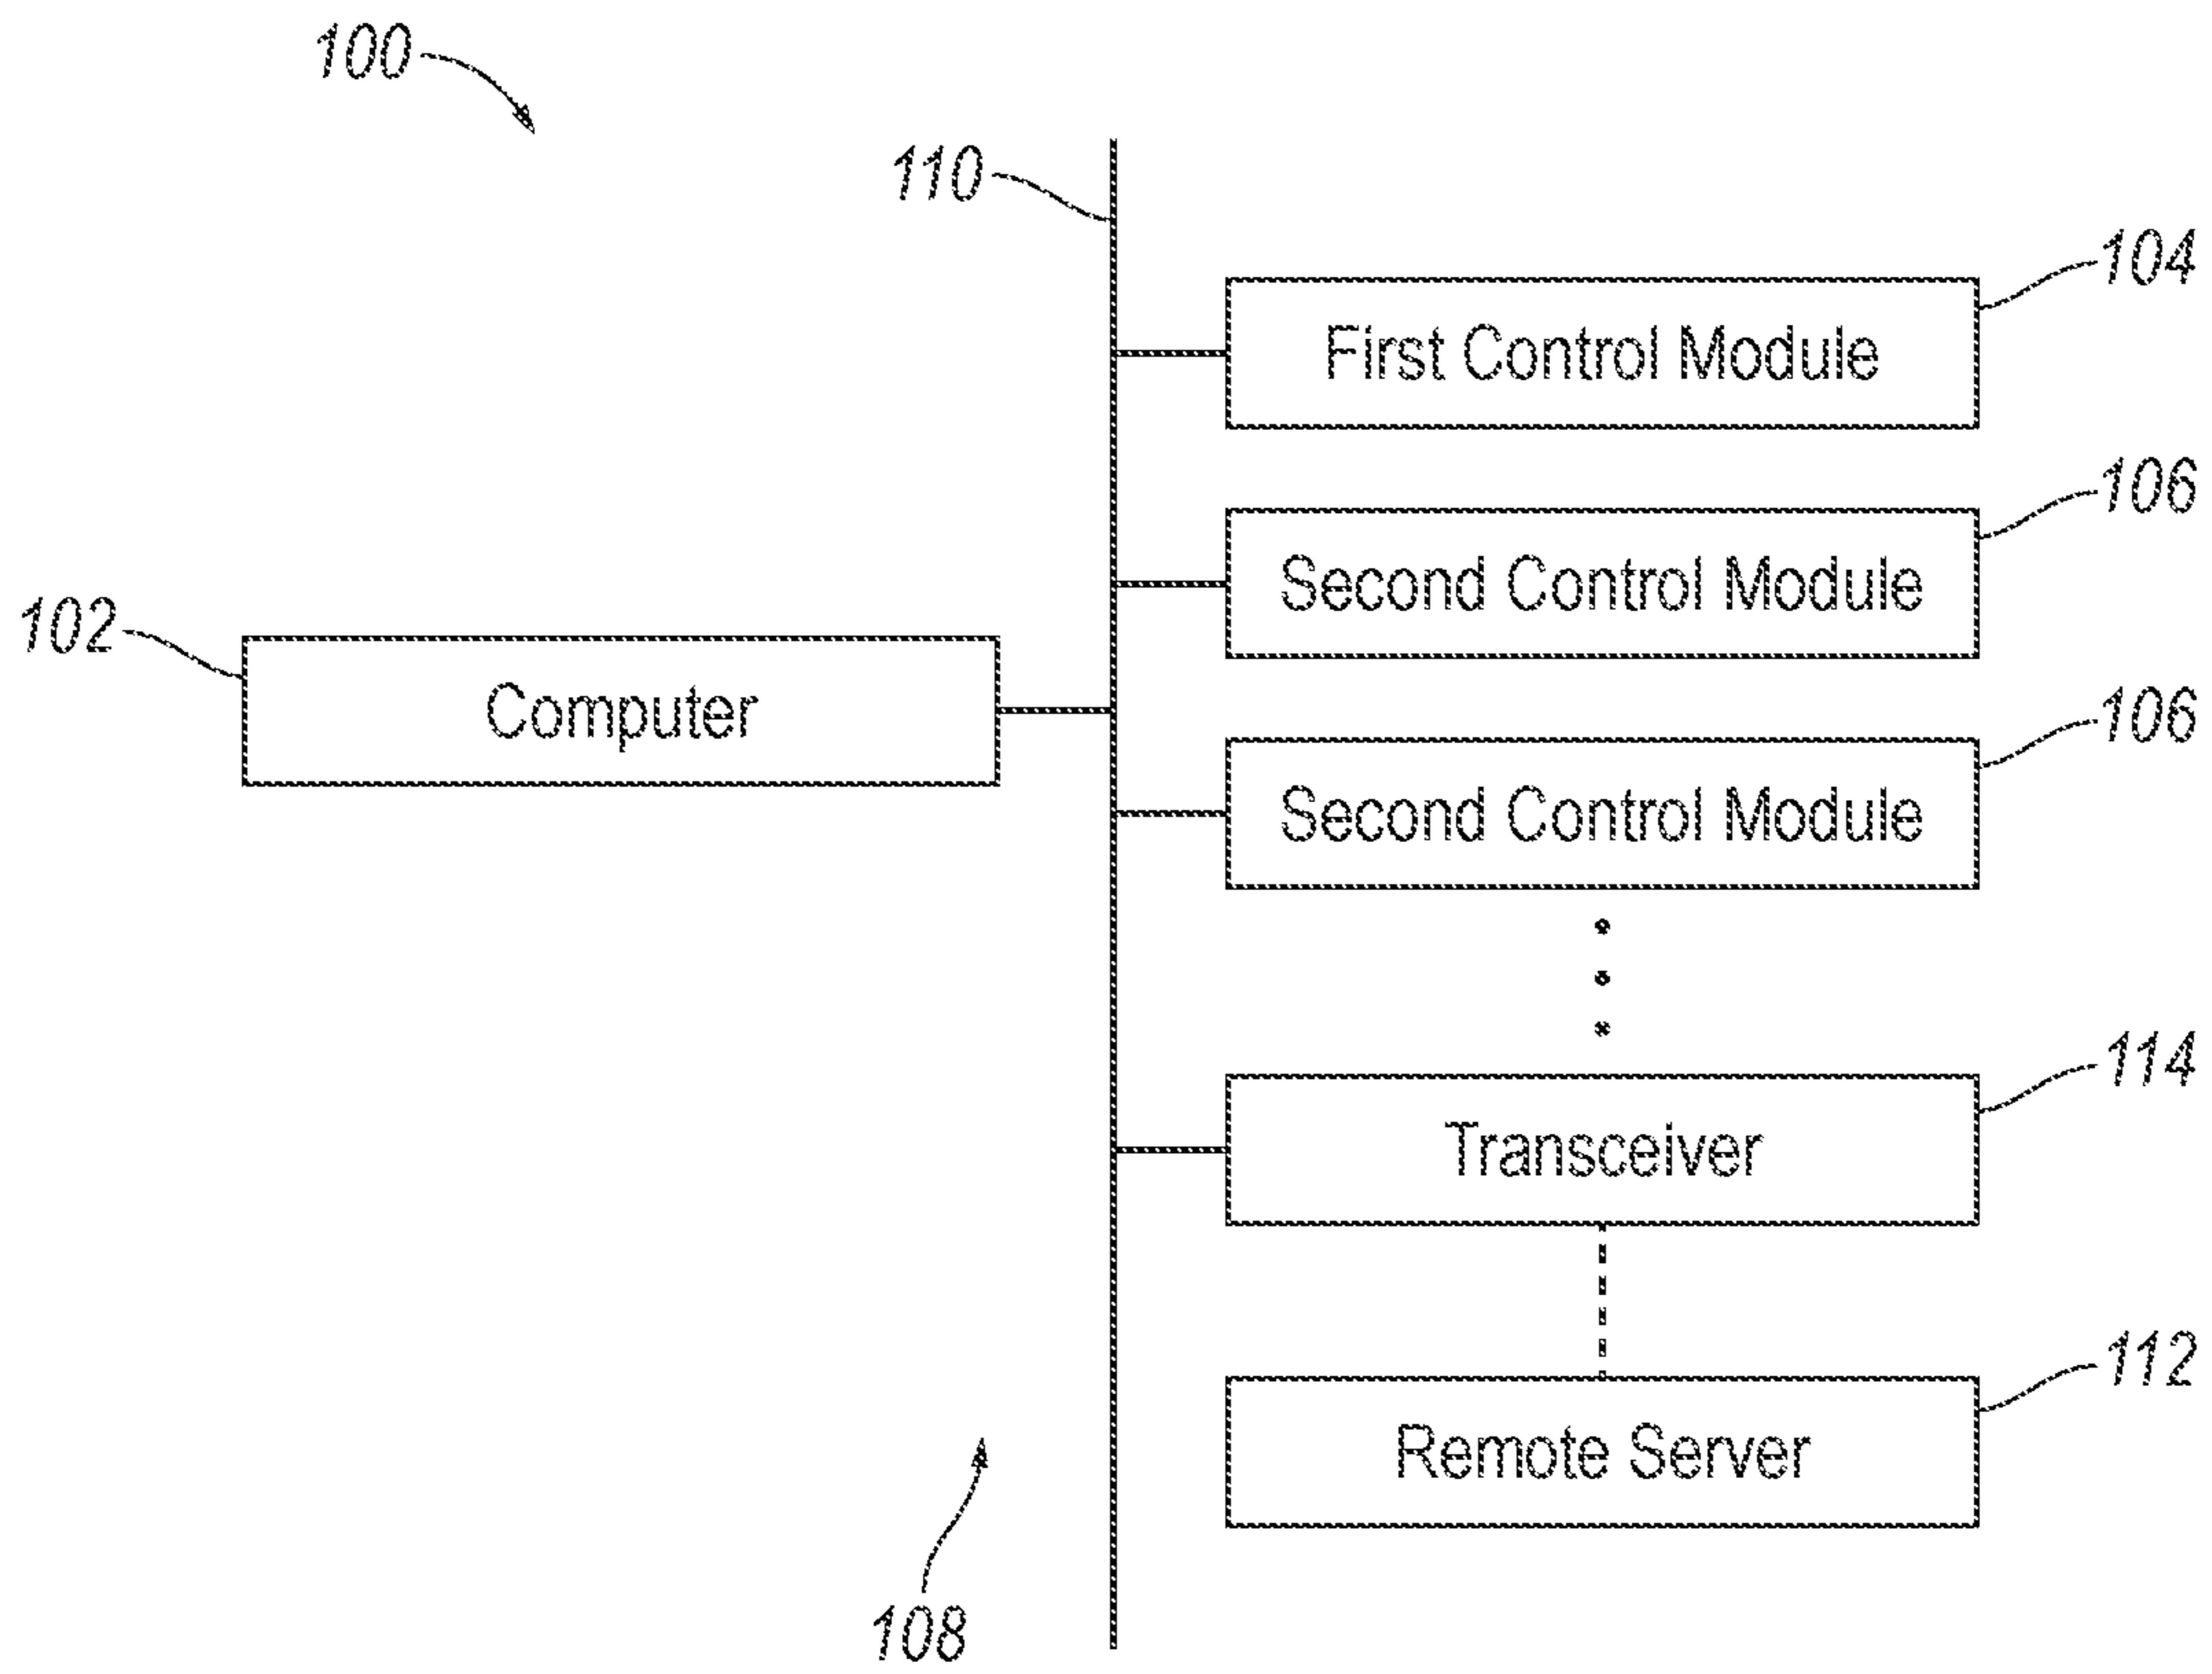 100
110
104
First Control Module
106
Second Control Module
102
Computer
106
Second Control Module
114
Transceiver
112
Remote Server
108